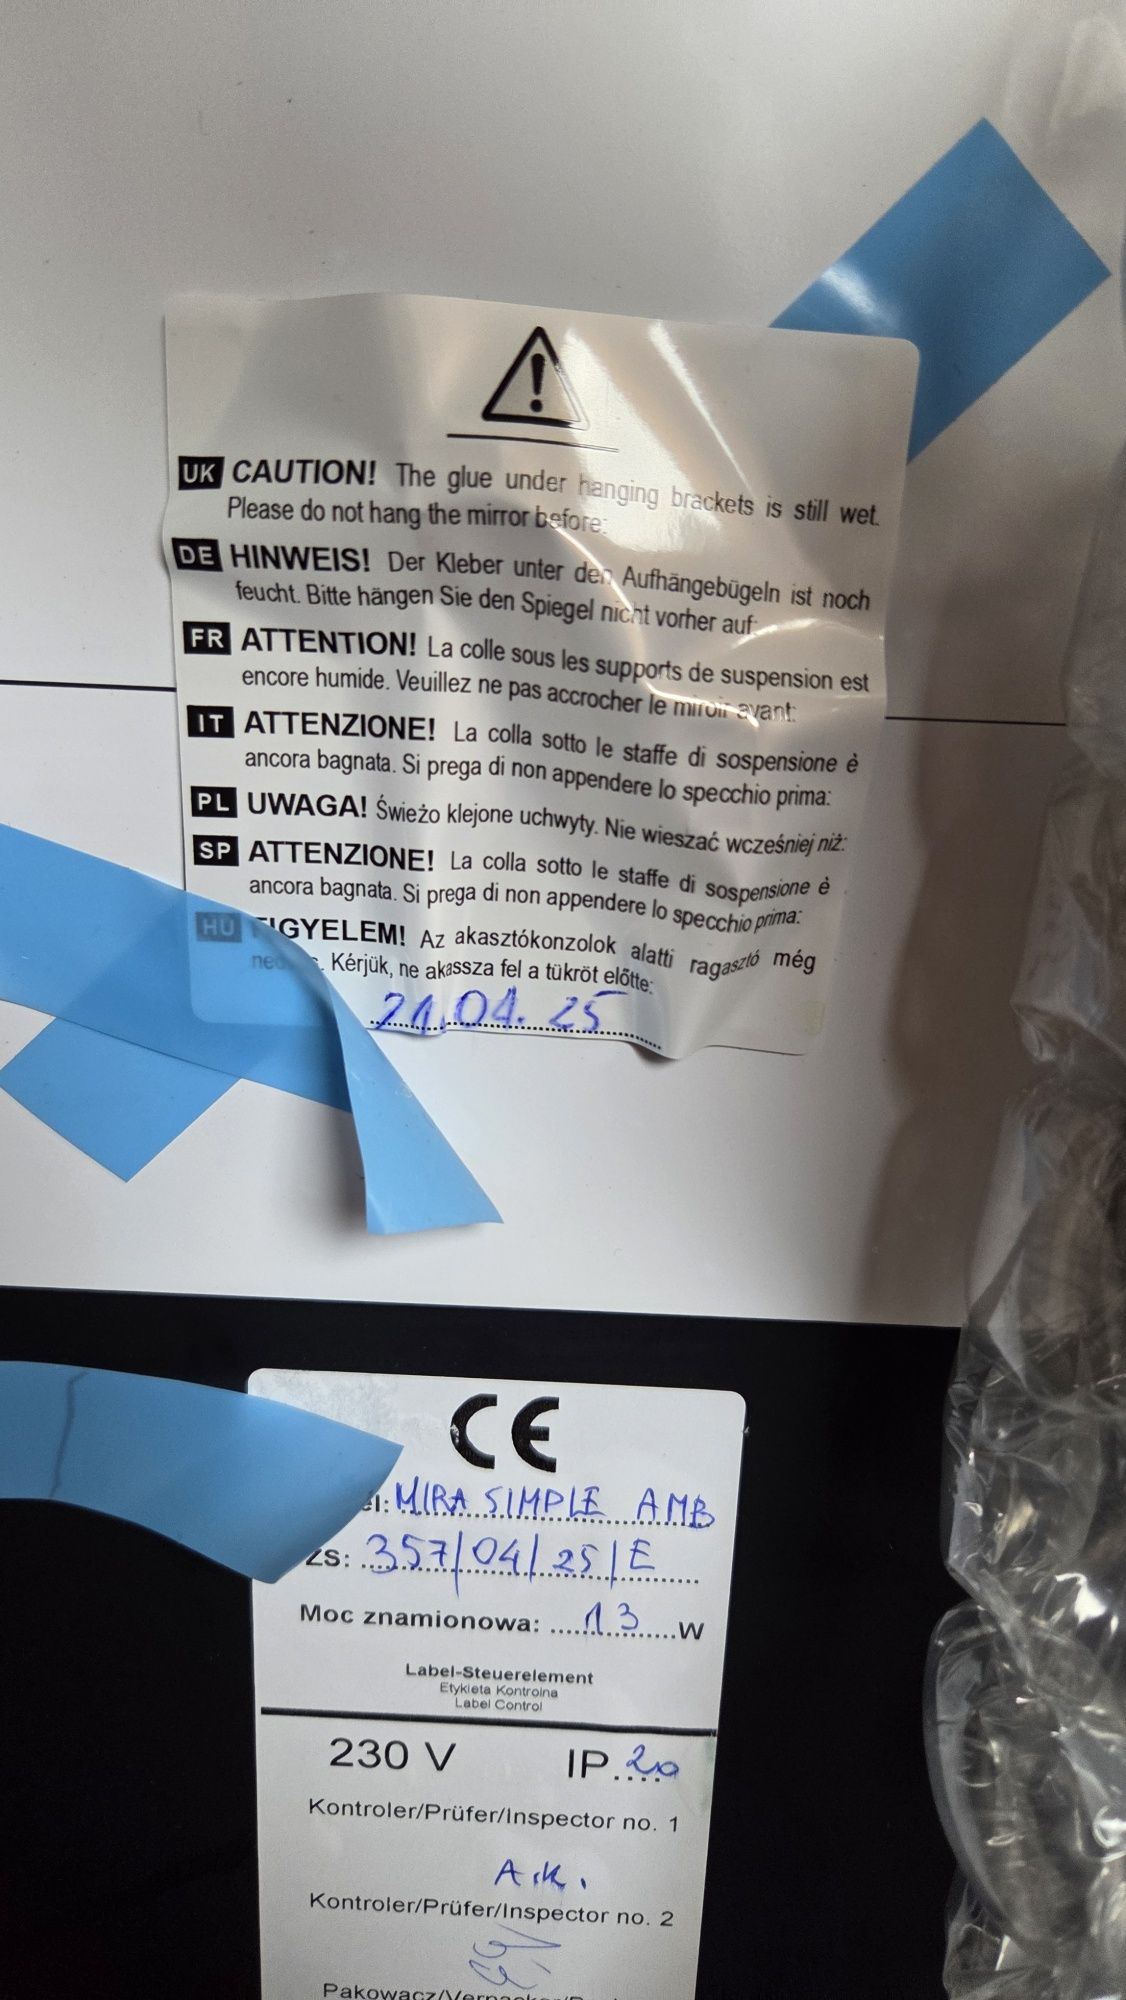 UK CAUTION! The glue under hanging brackets is still wet.
Please do not hang the mirror before:
DE HINWEIS! Der Kleber unter den Aufhängebügeln ist noch
feucht. Bitte hängen Sie den Spiegel nicht vorher auf:
FR ATTENTION! La colle sous les supports de suspension est
encore humide. Veuillez ne pas accrocher le miroir avant:
IT ATTENZIONE! La colla sotto le staffe di sospensione è
ancora bagnata. Si prega di non appendere lo specchio prima:
PL UWAGA! Świeżo klejone uchwyty. Nie wieszać wcześniej niż:
SP ATTENZIONE! La colla sotto le staffe di sospensione è
ancora bagnata. Si prega di non appendere lo specchio prima:
HU FIGYELEM! Az akasztókonzolok alatti ragasztó még
Kérjük, ne akassza fel a tükröt előtte:
21.04.25
CE
MIRA SIMPLE AMB
357/04/25/E
Moc znamionowa: 13 W
Label-Steuerelement
Etykieta Kontrolna
Label Control
230 V IP 20
Kontroler/Prüfer/Inspector no. 1
A.K.
Kontroler/Prüfer/Inspector no. 2